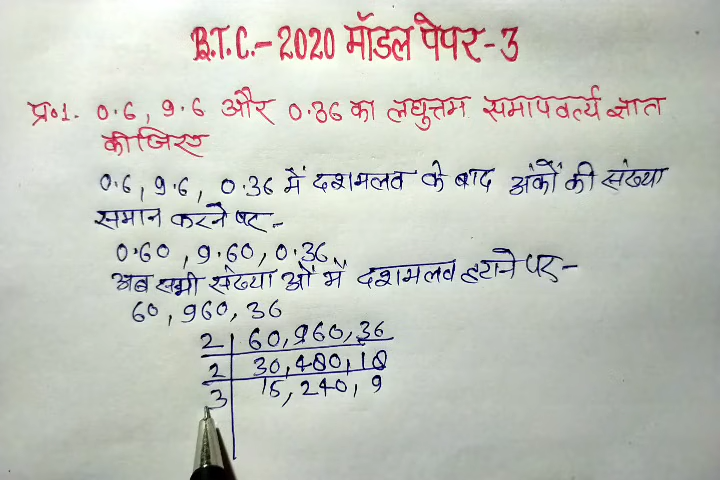 B.T.C.-2020 मॉडल पेपर-3
प्र०1. 0.6, 9.6 और 0.36 का लघुत्तम समापवर्त्य ज्ञात
कीजिए
0.6, 9.6, 0.36 में दशमलव के बाद अंकों की संख्या
समान करने पर-
0.60, 9.60, 0.36
अब सभी संख्याओं में दशमलव हटाने पर-
60, 960, 36
2 | 60, 960, 36
2 | 30, 480, 18
3 | 15, 240, 9